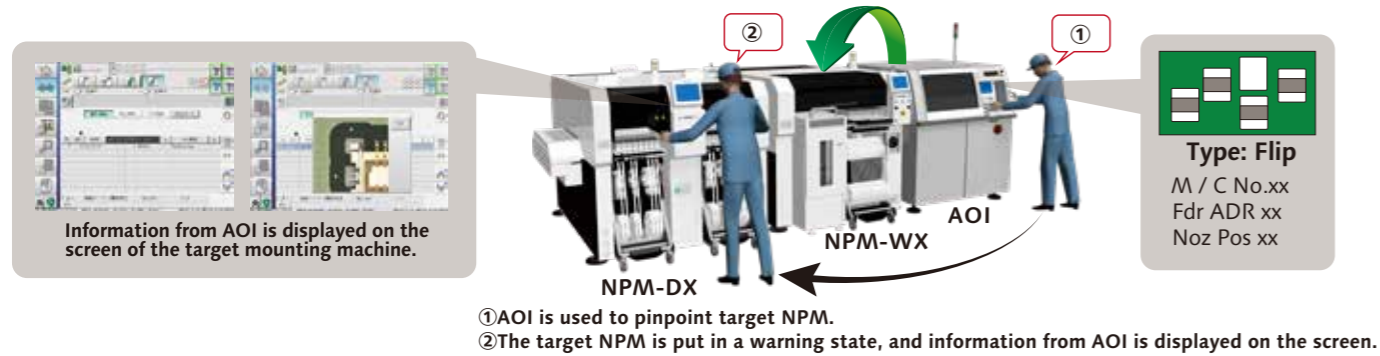 ②
①
Type: Flip
M / C No.xx
Fdr ADR xx
Noz Pos xx
Information from AOI is displayed on the
screen of the target mounting machine.
AOI
NPM-WX
NPM-DX
①AOI is used to pinpoint target NPM.
②The target NPM is put in a warning state, and information from AOI is displayed on the screen.